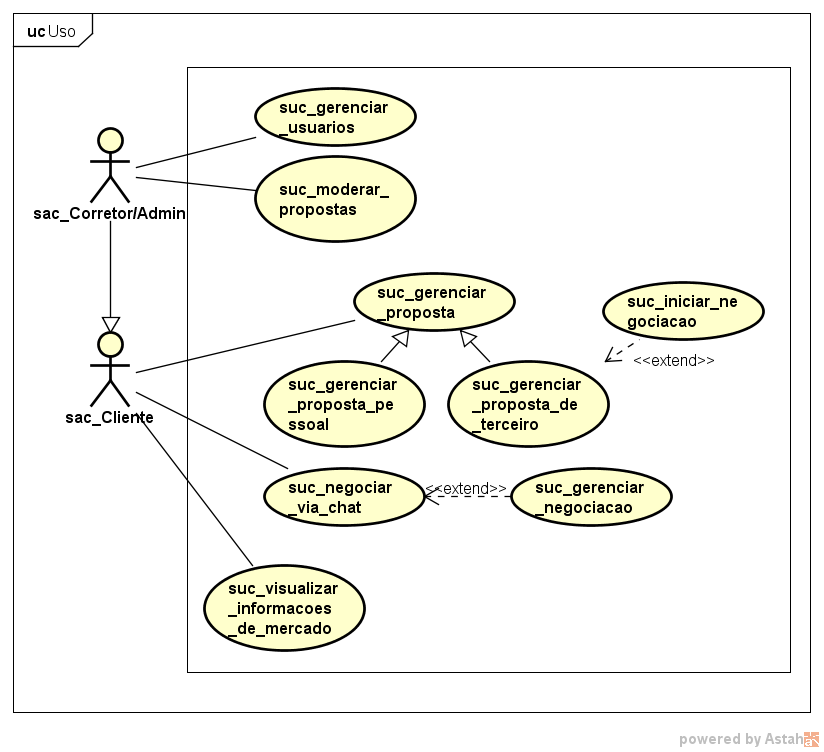 uc Uso
suc_gerenciar
_usuarios
suc_moderar_
propostas
sac_Corretor/Admin
suc_gerenciar
_proposta
suc_iniciar_ne
gociacao
<<extend>>
suc_gerenciar
_proposta_pe
ssoal
suc_gerenciar
_proposta_de
_terceiro
sac_Cliente
suc_negociar
_via_chat
<<extend>>
suc_gerenciar
_negociacao
suc_visualizar
_informacoes
_de_mercado
powered by Astah